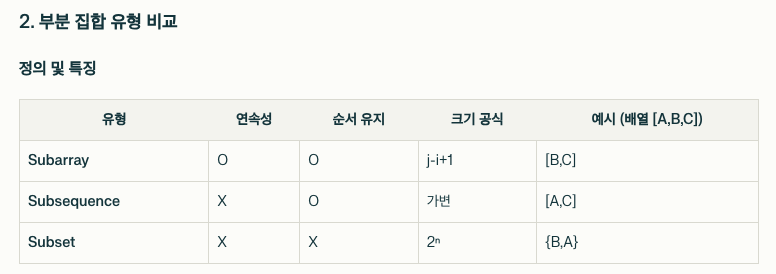 2. 부분 집합 유형 비교
정의 및 특징
유형 연속성 순서 유지 크기 공식 예시 (배열 [A,B,C])
Subarray O O j-i+1 [B,C]
Subsequence X O 가변 [A,C]
Subset X X 2ⁿ {B,A}